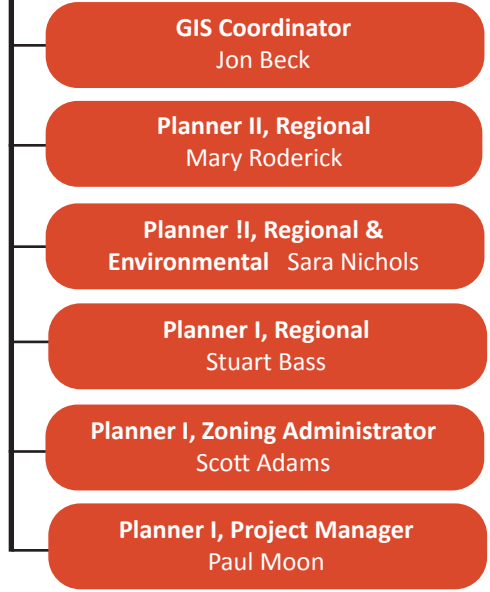 GIS Coordinator
Jon Beck
Planner II, Regional
Mary Roderick
Planner !I, Regional &
Environmental Sara Nichols
Planner I, Regional
Stuart Bass
Planner I, Zoning Administrator
Scott Adams
Planner I, Project Manager
Paul Moon